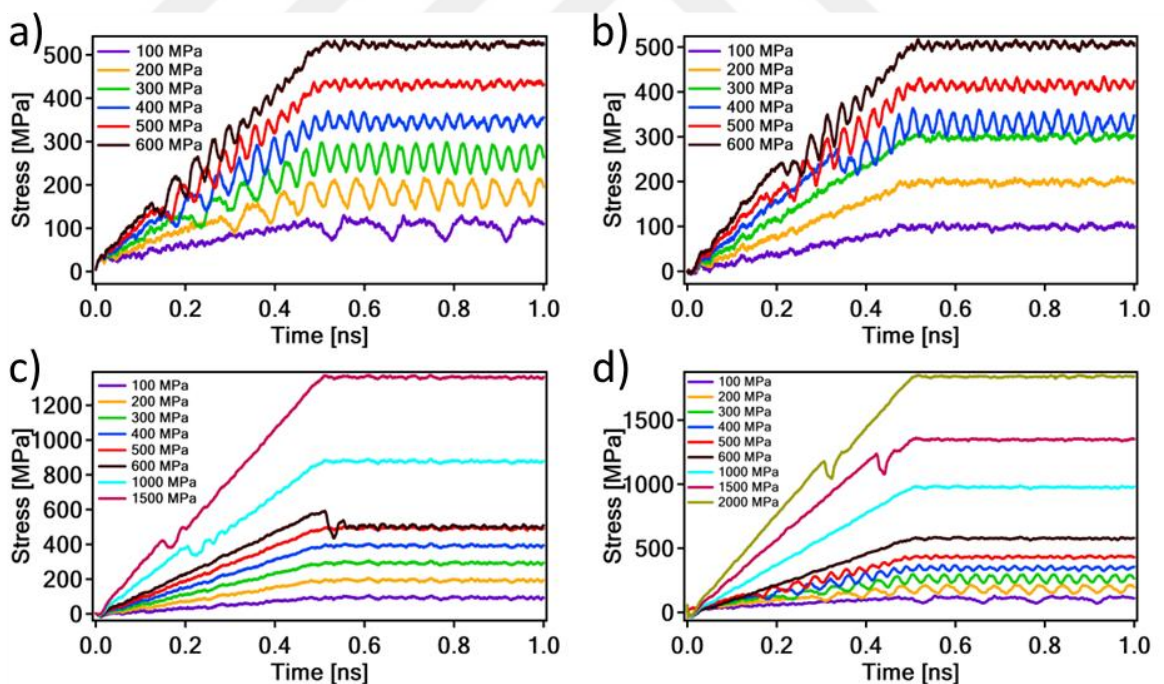 a)
Stress [MPa]
500
400
300
200
100
0
100 MPa
200 MPa
300 MPa
400 MPa
500 MPa
600 MPa
0.0 0.2 0.4 0.6 0.8 1.0
Time [ns]
b)
Stress [MPa]
500
400
300
200
100
0
100 MPa
200 MPa
300 MPa
400 MPa
500 MPa
600 MPa
0.0 0.2 0.4 0.6 0.8 1.0
Time [ns]
c)
Stress [MPa]
1200
1000
800
600
400
200
0
100 MPa
200 MPa
300 MPa
400 MPa
500 MPa
600 MPa
1000 MPa
1500 MPa
0.0 0.2 0.4 0.6 0.8 1.0
Time [ns]
d)
Stress [MPa]
1500
1000
500
0
100 MPa
200 MPa
300 MPa
400 MPa
500 MPa
600 MPa
1000 MPa
1500 MPa
2000 MPa
0.0 0.2 0.4 0.6 0.8 1.0
Time [ns]